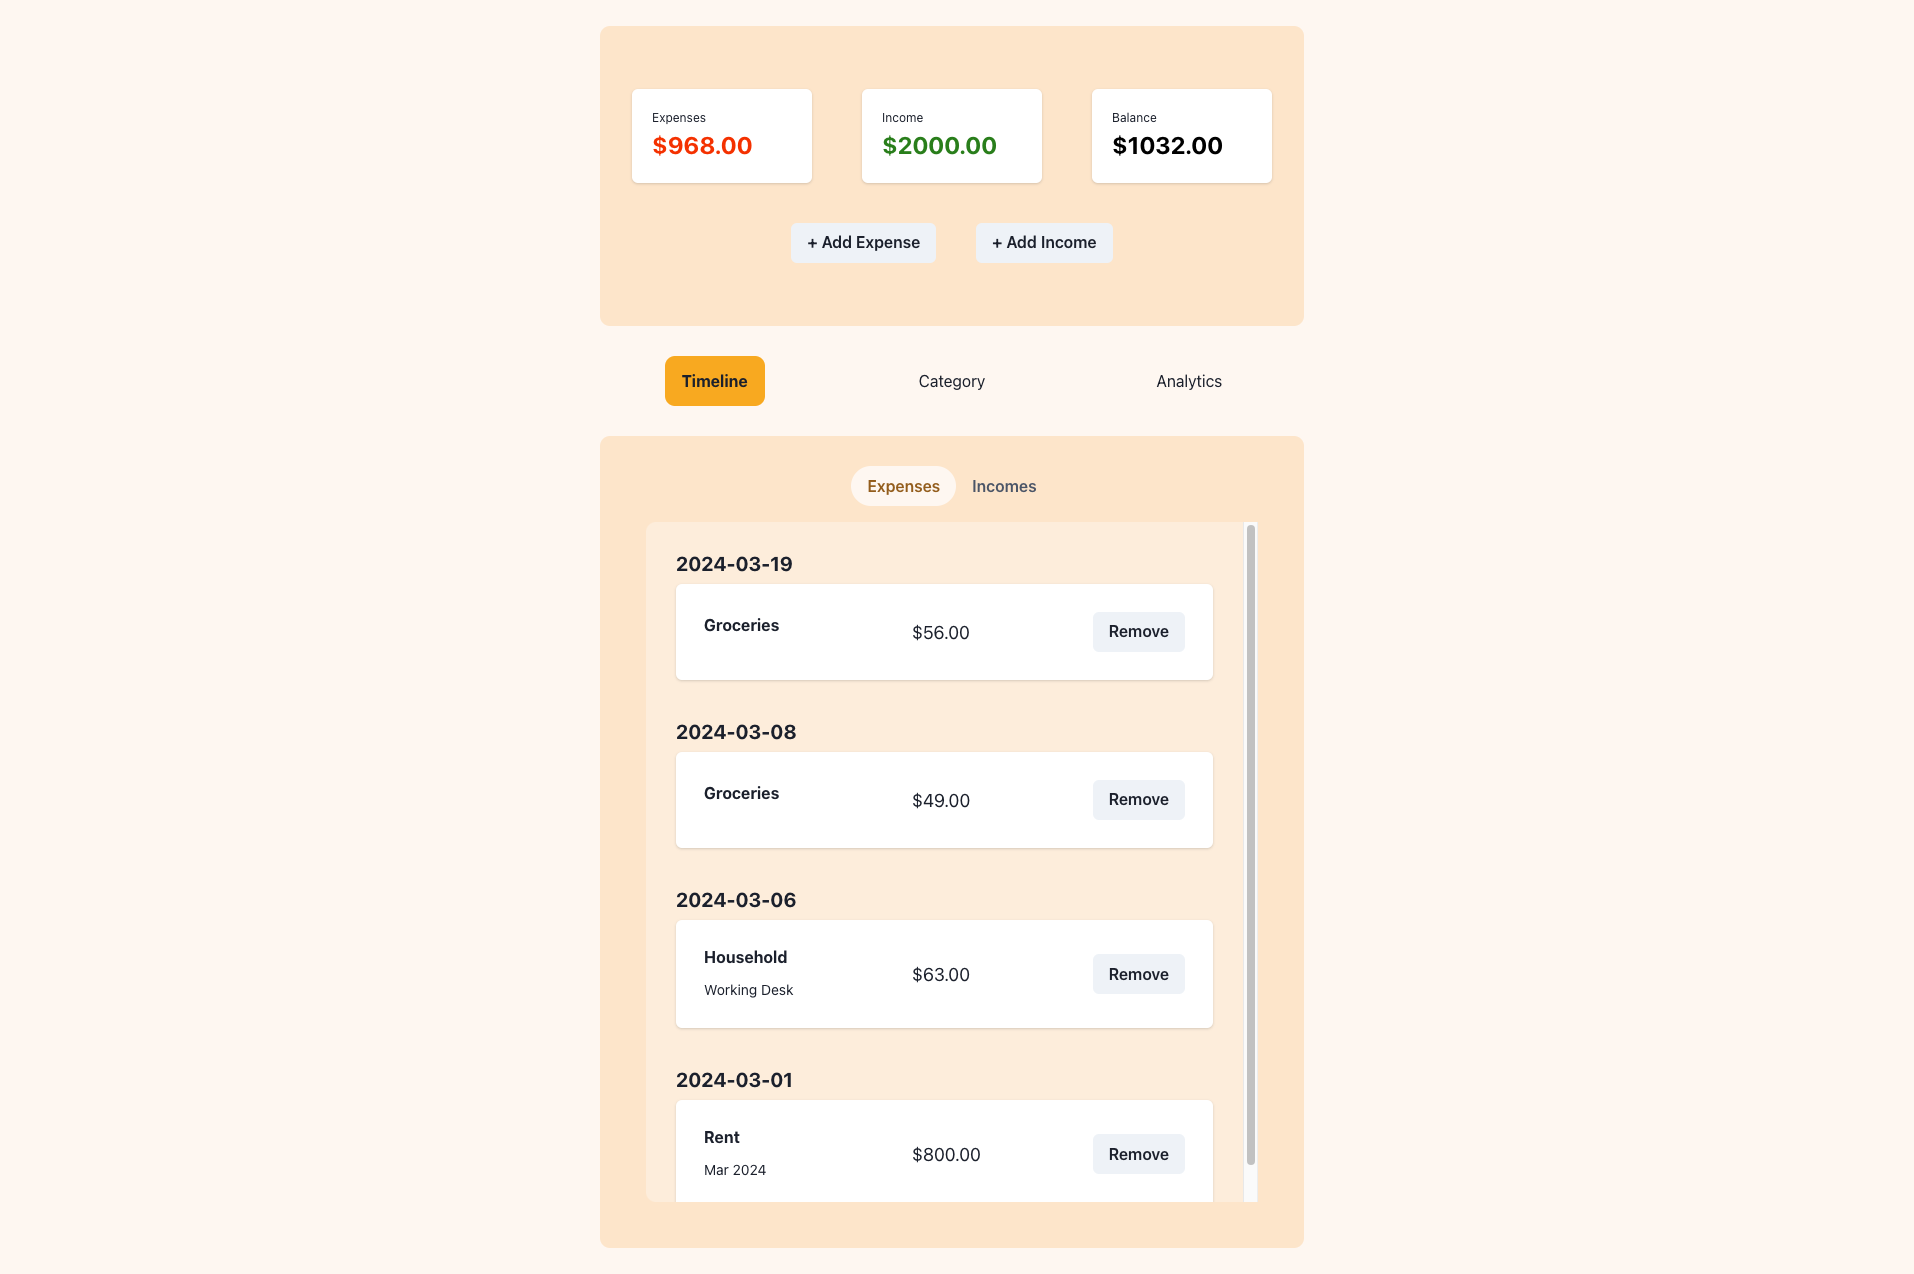 Expenses Income Balance
$968.00 $2000.00 $1032.00
+ Add Expense + Add Income
Timeline Category Analytics
Expenses Incomes
2024-03-19
Groceries $56.00 Remove
2024-03-08
Groceries $49.00 Remove
2024-03-06
Household
$63.00 Remove
Working Desk
2024-03-01
Rent
$800.00 Remove
Mar 2024